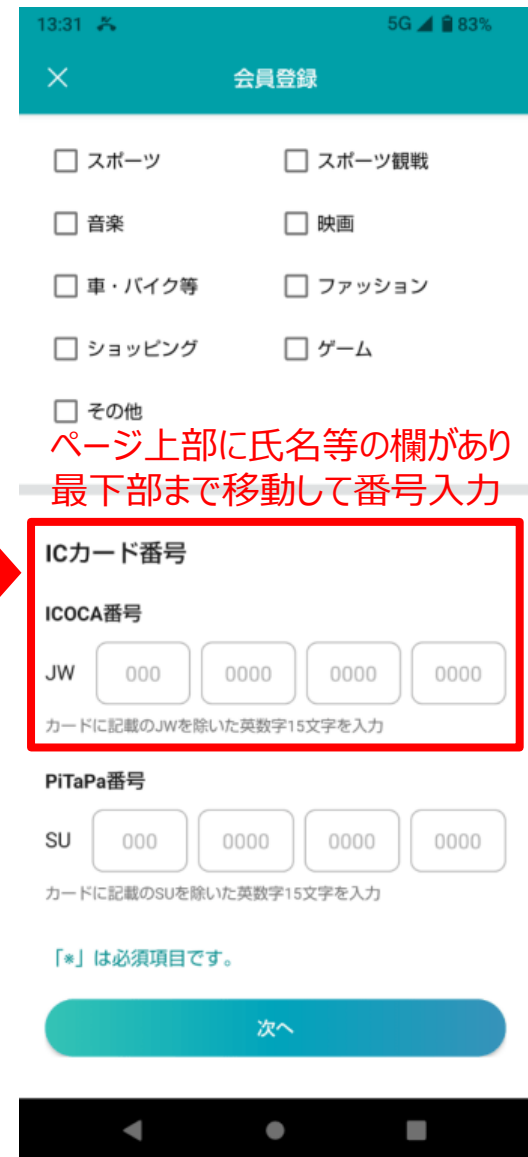 13:31 5G 83%
× 会員登録
スポーツ スポーツ観戦
音楽 映画
車・バイク等 ファッション
ショッピング ゲーム
その他
ページ上部に氏名等の欄があり
最下部まで移動して番号入力
ICカード番号
ICOCA番号
JW 000 0000 0000 0000
カードに記載のJWを除いた英数字15文字を入力
PiTaPa番号
SU 000 0000 0000 0000
カードに記載のSUを除いた英数字15文字を入力
「※」は必須項目です。
次へ